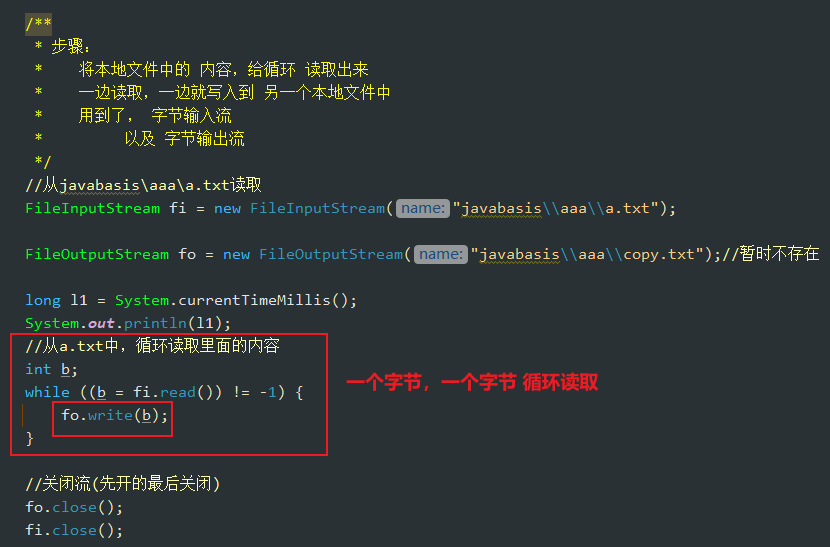 /**
* 步骤：
* 将本地文件中的 内容，给循环 读取出来
* 一边读取，一边就写入到 另一个本地文件中
* 用到了， 字节输入流
* 以及 字节输出流
*/
//从javabasis\aaa\a.txt读取
FileInputStream fi = new FileInputStream( name: "javabasis\\aaa\\a.txt");
FileOutputStream fo = new FileOutputStream( name: "javabasis\\aaa\\copy.txt");//暂时不存在
long l1 = System.currentTimeMillis();
System.out.println(l1);
//从a.txt中，循环读取里面的内容
int b;
while ((b = fi.read()) != -1) {
一个字节，一个字节 循环读取
fo.write(b);
}
//关闭流(先开的最后关闭)
fo.close();
fi.close();